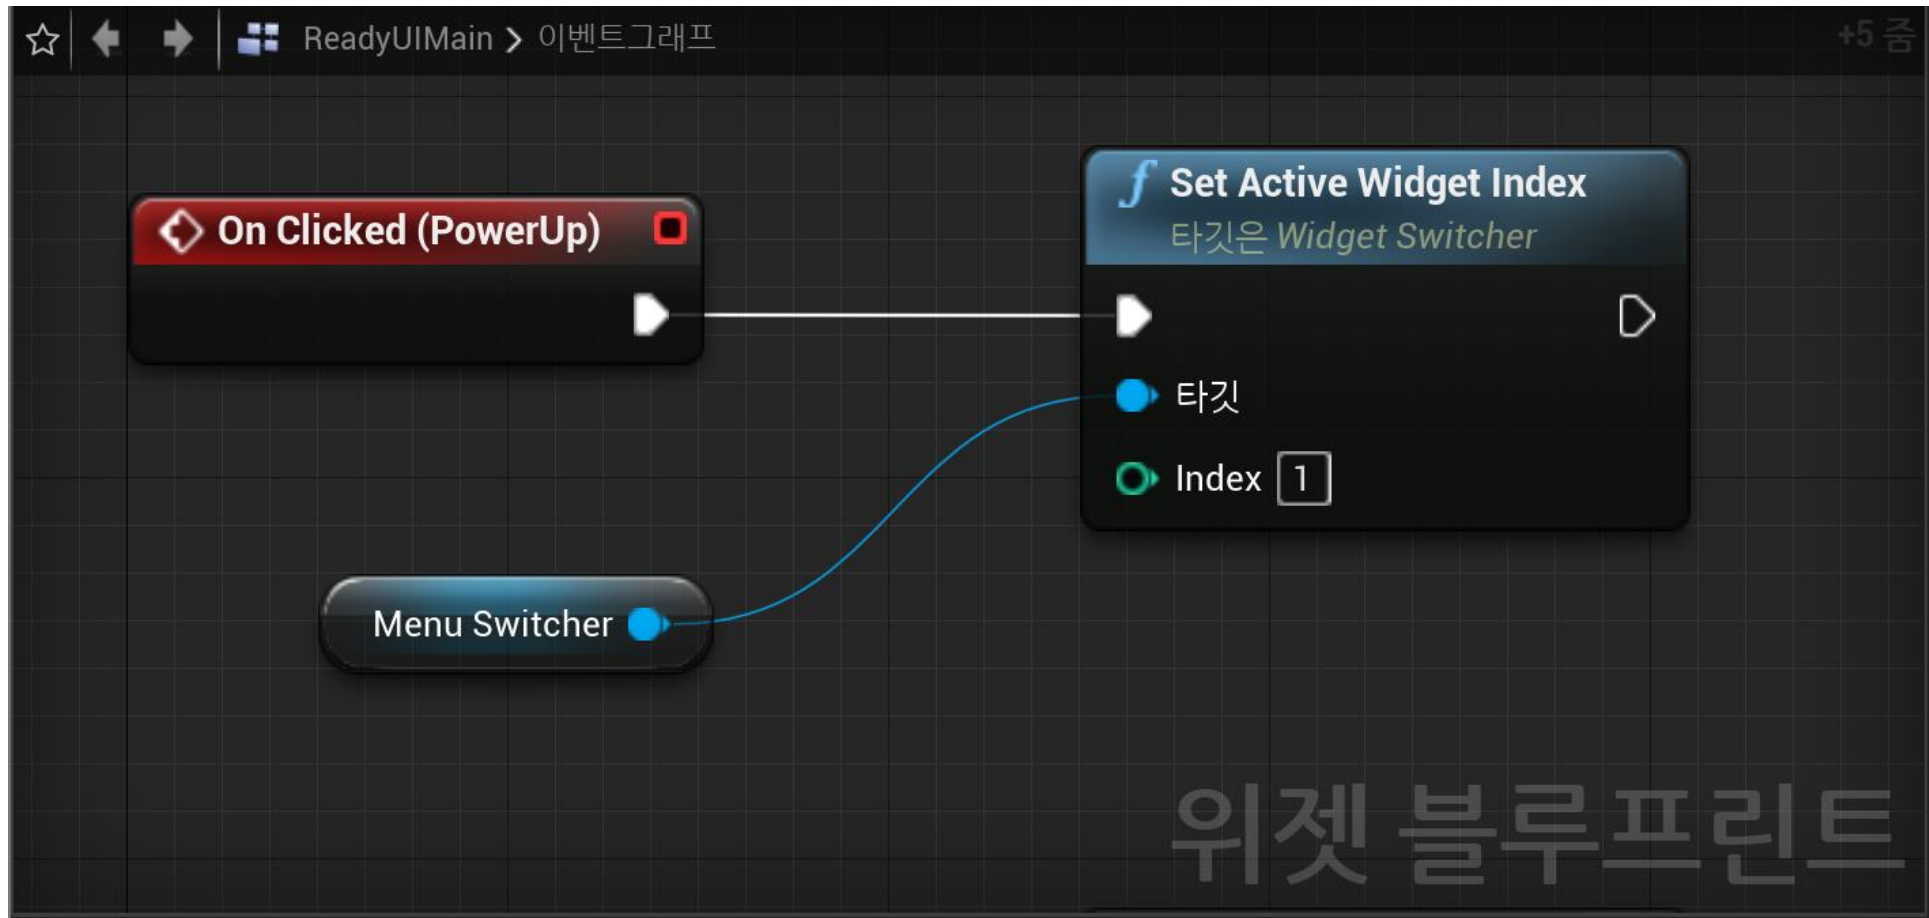 ReadyUIMain > 이벤트그래프
+5 줌
On Clicked (PowerUp)
f Set Active Widget Index
타깃은 Widget Switcher
타깃
Index 1
Menu Switcher
위젯 블루프린트